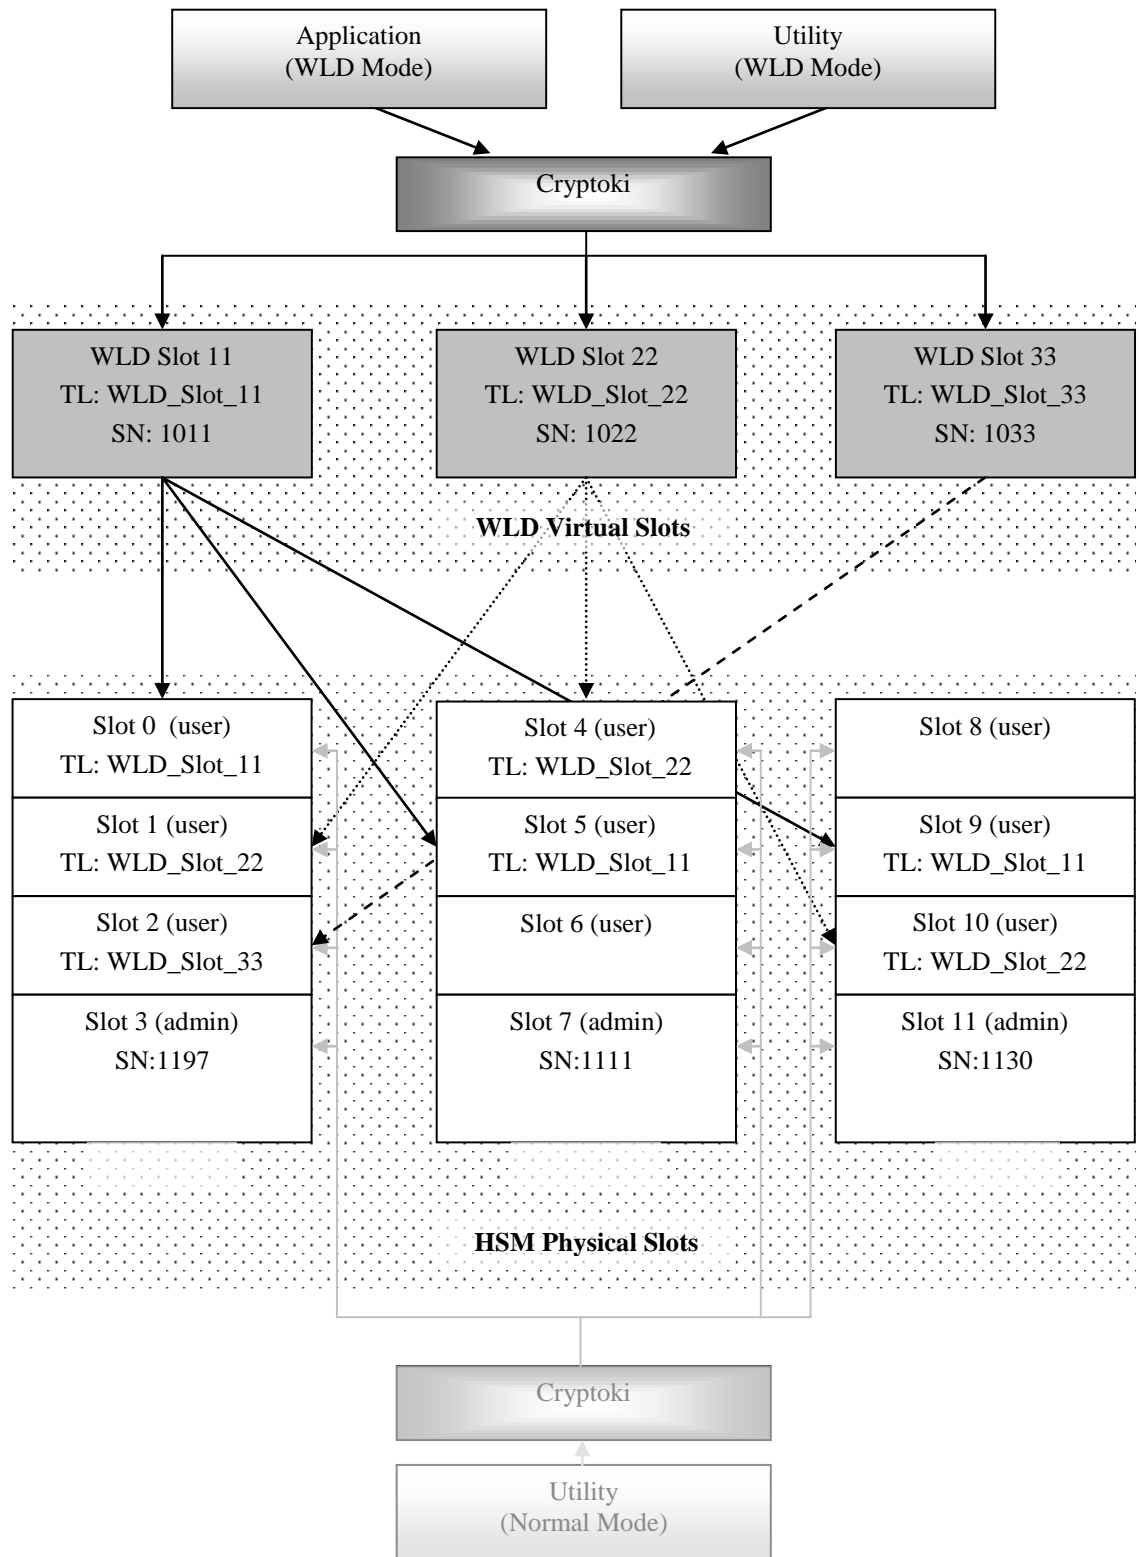 Application
(WLD Mode)
Utility
(WLD Mode)
Cryptoki
WLD Slot 11
TL: WLD_Slot_11
SN: 1011
WLD Slot 22
TL: WLD_Slot_22
SN: 1022
WLD Slot 33
TL: WLD_Slot_33
SN: 1033
WLD Virtual Slots
Slot 0 (user)
TL: WLD_Slot_11
Slot 1 (user)
TL: WLD_Slot_22
Slot 2 (user)
TL: WLD_Slot_33
Slot 3 (admin)
SN:1197
Slot 4 (user)
TL: WLD_Slot_22
Slot 5 (user)
TL: WLD_Slot_11
Slot 6 (user)
Slot 7 (admin)
SN:1111
Slot 8 (user)
Slot 9 (user)
TL: WLD_Slot_11
Slot 10 (user)
TL: WLD_Slot_22
Slot 11 (admin)
SN:1130
HSM Physical Slots
Cryptoki
Utility
(Normal Mode)